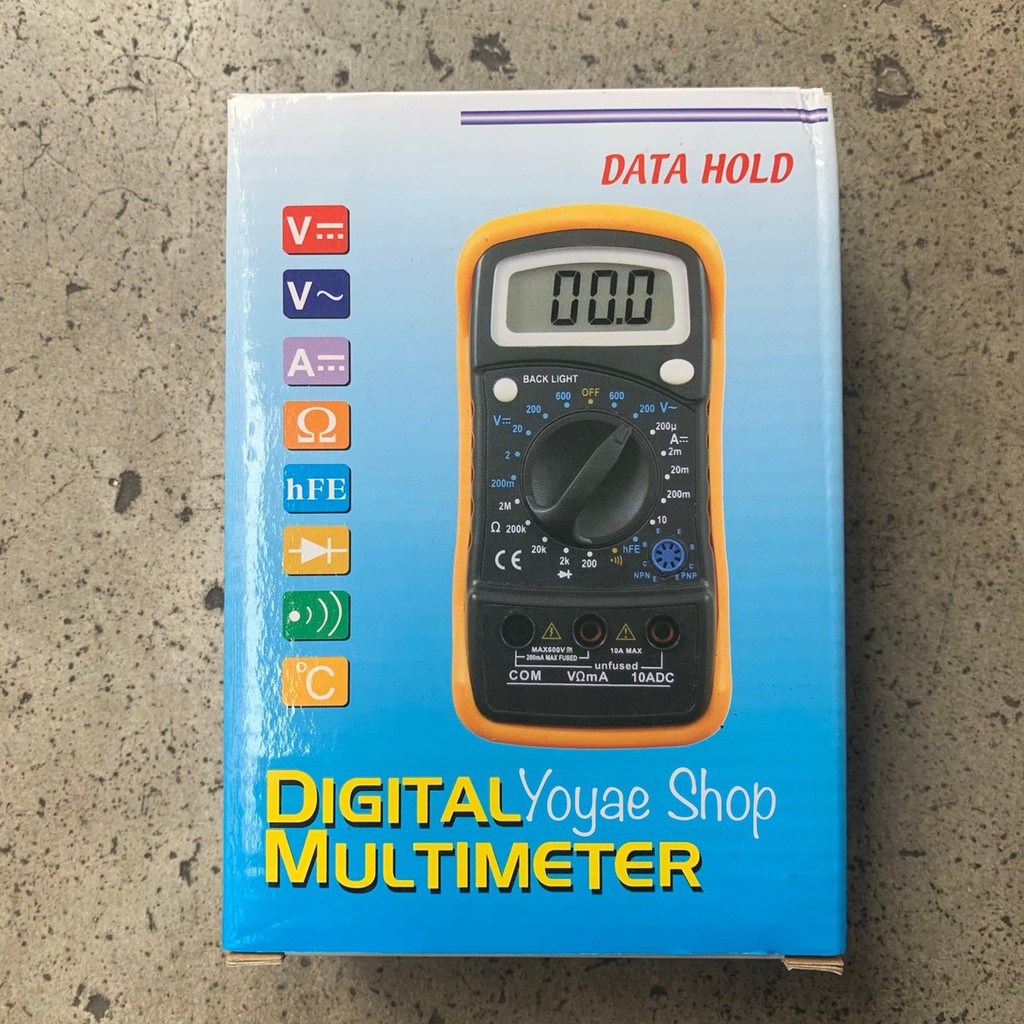 DATA HOLD
V⎓
V~
A⎓
Ω
hFE
°C
00.0
BACK LIGHT
OFF
600
600
200
200
V⎓
V~
20
200µ
A⎓
2
2m
200m
20m
2M
200m
Ω
200k
10
20k
2k
200
hFE
CE
E
E
B
B
C
C
NPN
E
E
PNP
MAX600V
10A MAX
200mA MAX FUSED
unfused
COM
VΩmA
10ADC
DIGITAL Yoyae Shop
MULTIMETER